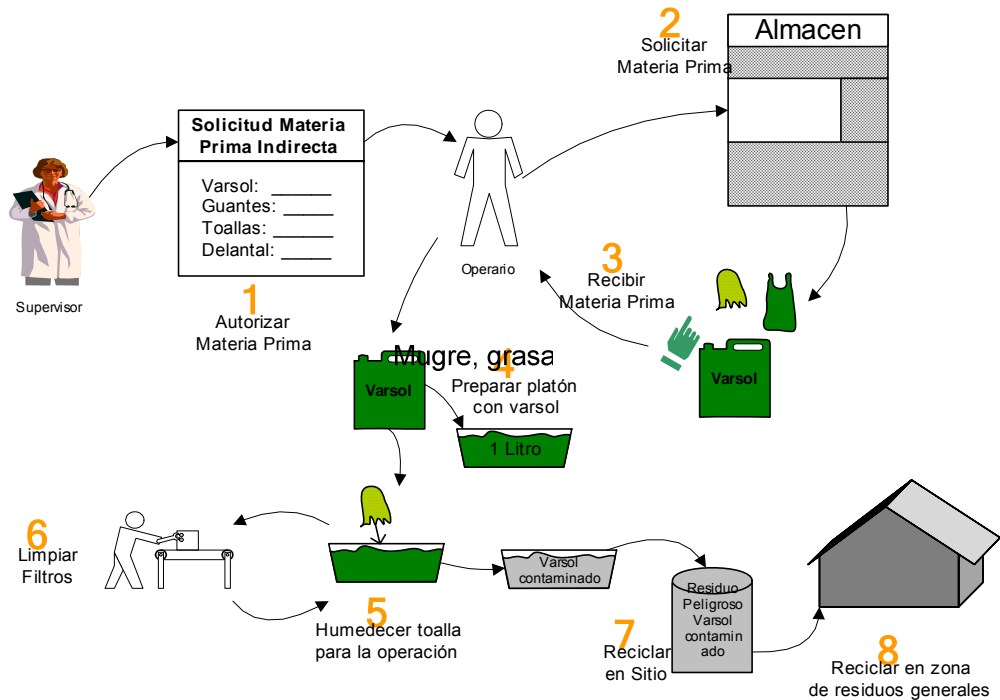 2
Solicitar
Materia Prima
Almacen
Solicitud Materia
Prima Indirecta
Varsol: _____
Guantes: _____
Toallas: _____
Delantal: _____
Supervisor
1
Autorizar
Materia Prima
Operario
3
Recibir
Materia Prima
Varsol
Mugre, grasa
4
Preparar platón
con varsol
Varsol
1 Litro
5
Humedecer toalla
para la operación
6
Limpiar
Filtros
Varsol
contaminado
7
Reciclar
en Sitio
Residuo
Peligroso
Varsol
contamin
ado
8
Reciclar en zona
de residuos generales